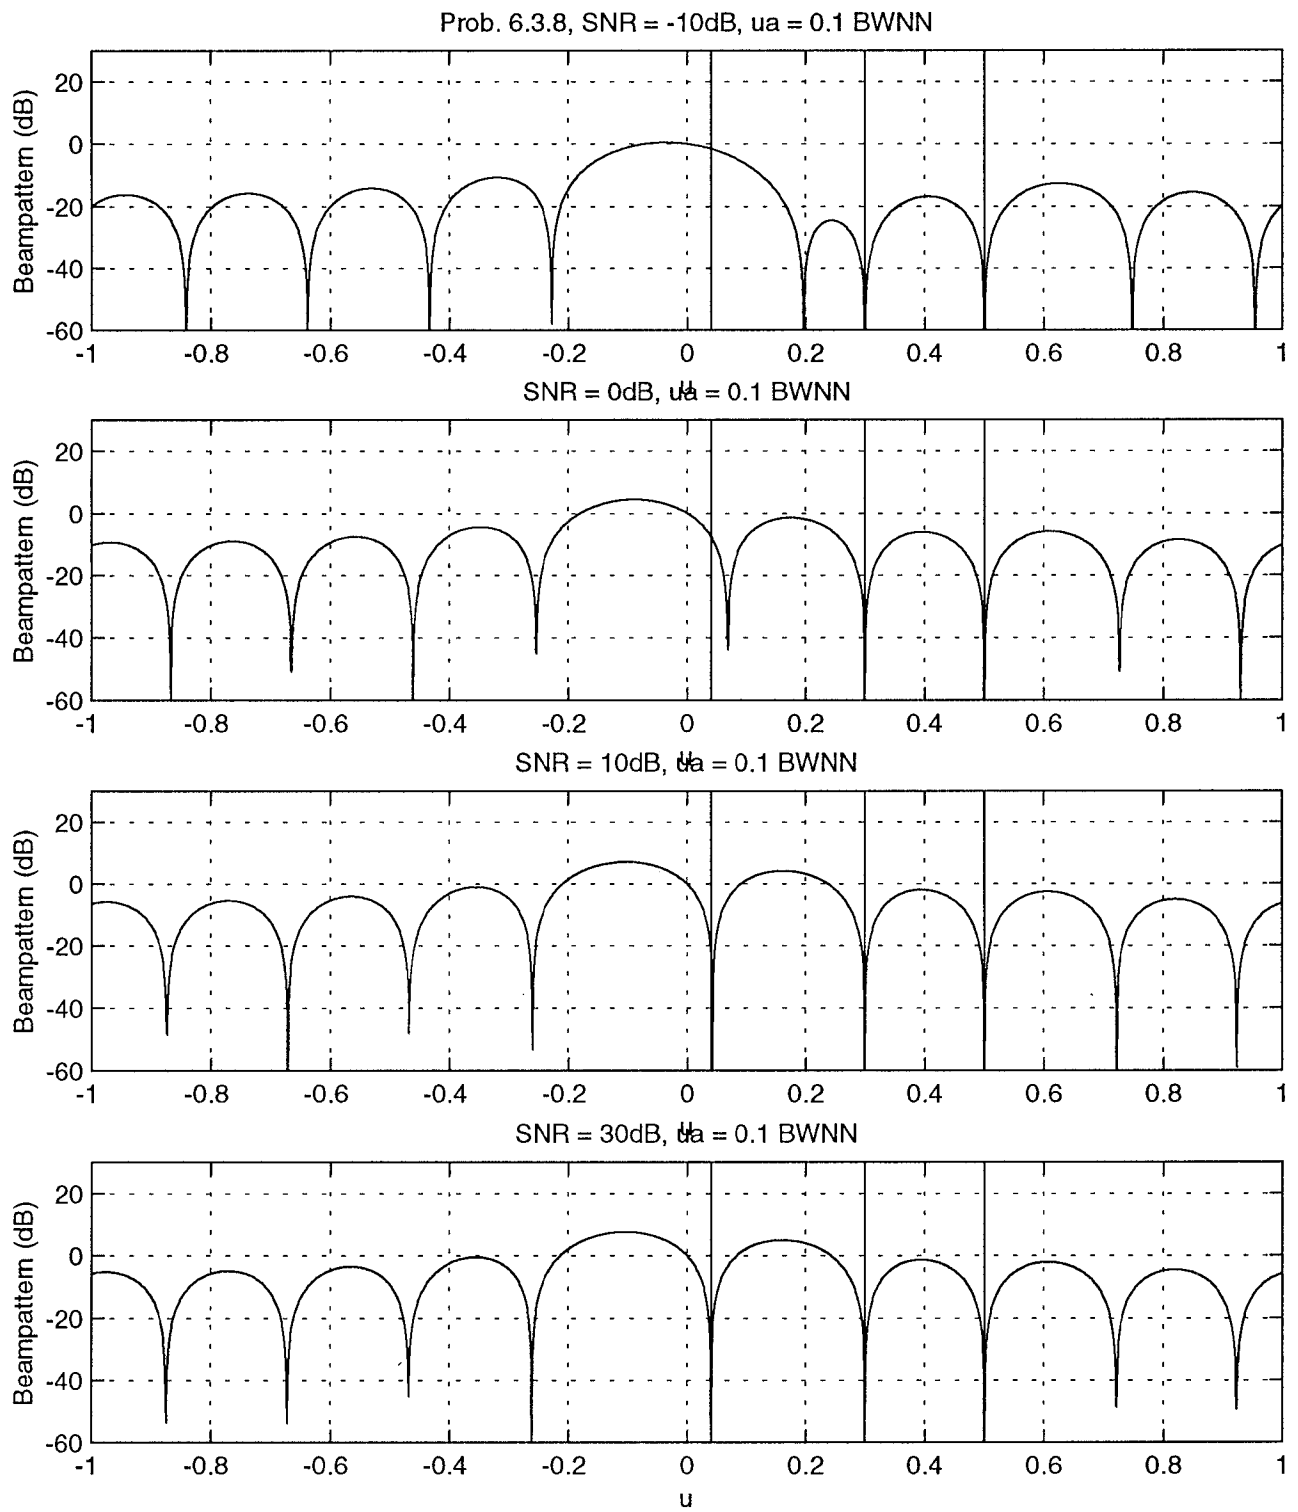 Prob. 6.3.8, SNR = -10dB, ua = 0.1 BWNN
Beampattern (dB)
20
0
-20
-40
-60
-1 -0.8 -0.6 -0.4 -0.2 0 0.2 0.4 0.6 0.8 1
u
SNR = 0dB, ua = 0.1 BWNN
Beampattern (dB)
20
0
-20
-40
-60
-1 -0.8 -0.6 -0.4 -0.2 0 0.2 0.4 0.6 0.8 1
u
SNR = 10dB, ua = 0.1 BWNN
Beampattern (dB)
20
0
-20
-40
-60
-1 -0.8 -0.6 -0.4 -0.2 0 0.2 0.4 0.6 0.8 1
u
SNR = 30dB, ua = 0.1 BWNN
Beampattern (dB)
20
0
-20
-40
-60
-1 -0.8 -0.6 -0.4 -0.2 0 0.2 0.4 0.6 0.8 1
u